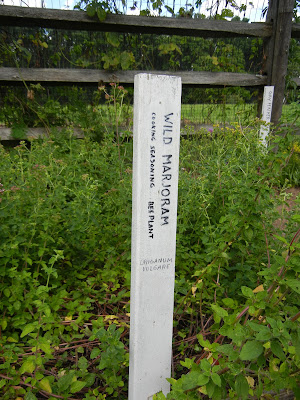 WILD MARJORAM
COOKING SEASONING BEE PLANT
ORIGANUM
VULGARE